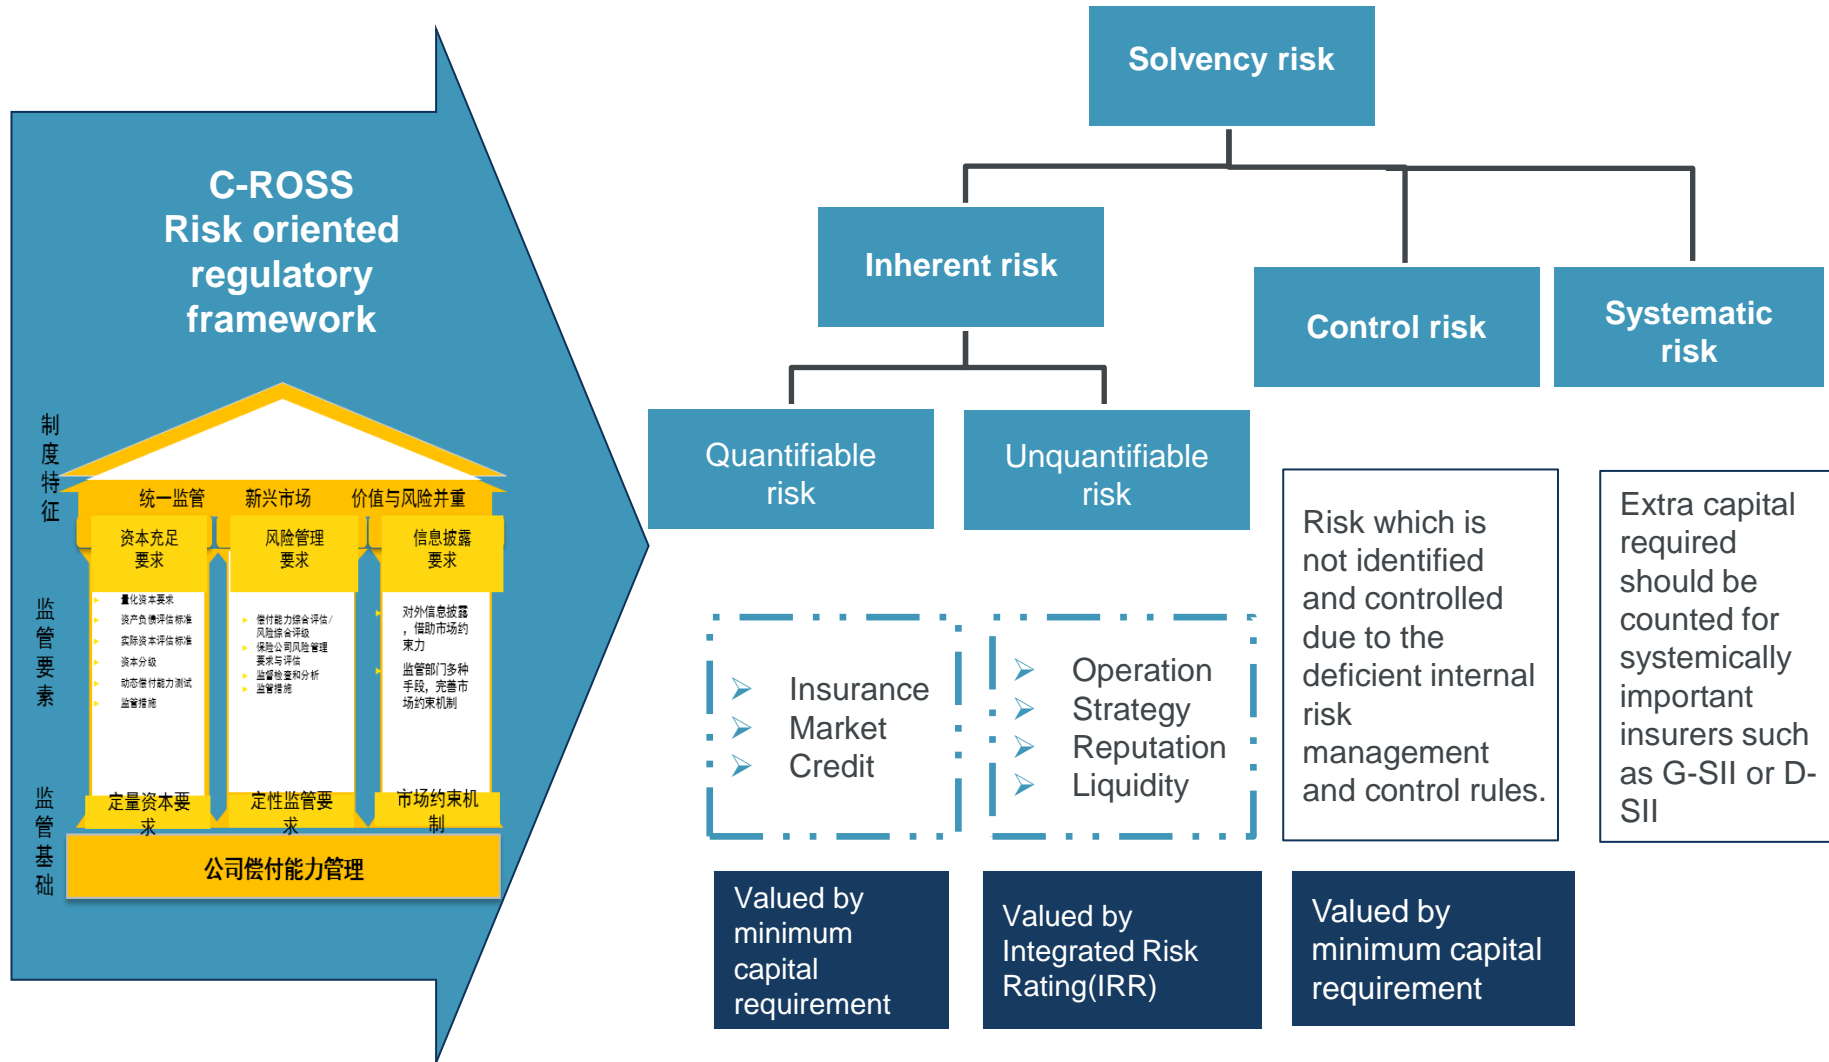 C-ROSS
Risk oriented
regulatory
framework
制度特征
统一监管 新兴市场 价值与风险并重
资本充足
要求
风险管理
要求
信息披露
要求
监管要素
量化资本要求
资产负债评估标准
实际资本评估标准
资本分级
动态偿付能力测试
监管措施
偿付能力综合评估/
风险综合评级
保险公司风险管理
要求与评估
监督检查和分析
监管措施
对外信息披露
，借助市场约
束力
监管部门多种
手段，完善市
场约束机制
监管基础
定量资本要
求
定性监管要
求
市场约束机
制
公司偿付能力管理
Solvency risk
Inherent risk
Control risk
Systematic
risk
Quantifiable
risk
Unquantifiable
risk
Insurance
Market
Credit
Operation
Strategy
Reputation
Liquidity
Risk which is
not identified
and controlled
due to the
deficient internal
risk
management
and control rules.
Extra capital
required
should be
counted for
systemically
important
insurers such
as G-SII or D-
SII
Valued by
minimum
capital
requirement
Valued by
Integrated Risk
Rating(IRR)
Valued by
minimum capital
requirement